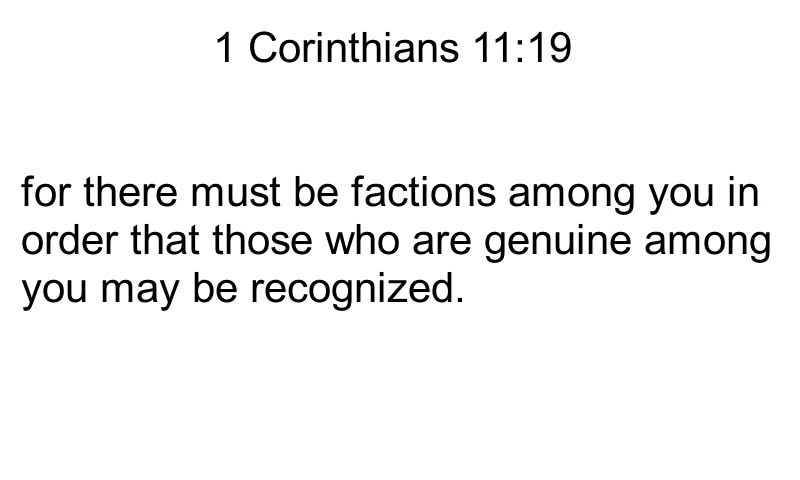 1 Corinthians 11:19
for there must be factions among you in
order that those who are genuine among
you may be recognized.